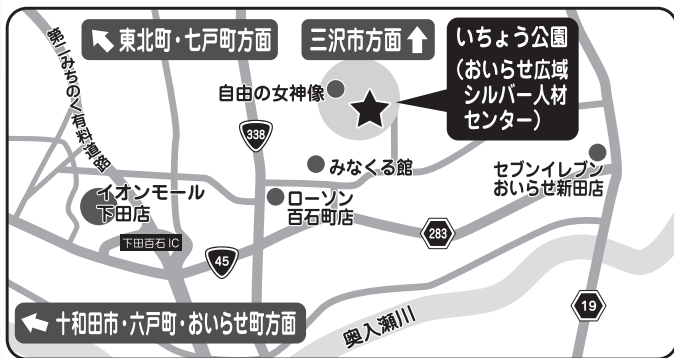 東北町・七戸町方面
三沢市方面
いちょう公園
(おいらせ広域
シルバー人材
センター)
第二みちのく有料道路
自由の女神像
338
みなくる館
セブンイレブン
おいらせ新田店
イオンモール
下田店
ローソン
百石町店
下田百石IC
283
45
19
十和田市・六戸町・おいらせ町方面
奥入瀬川